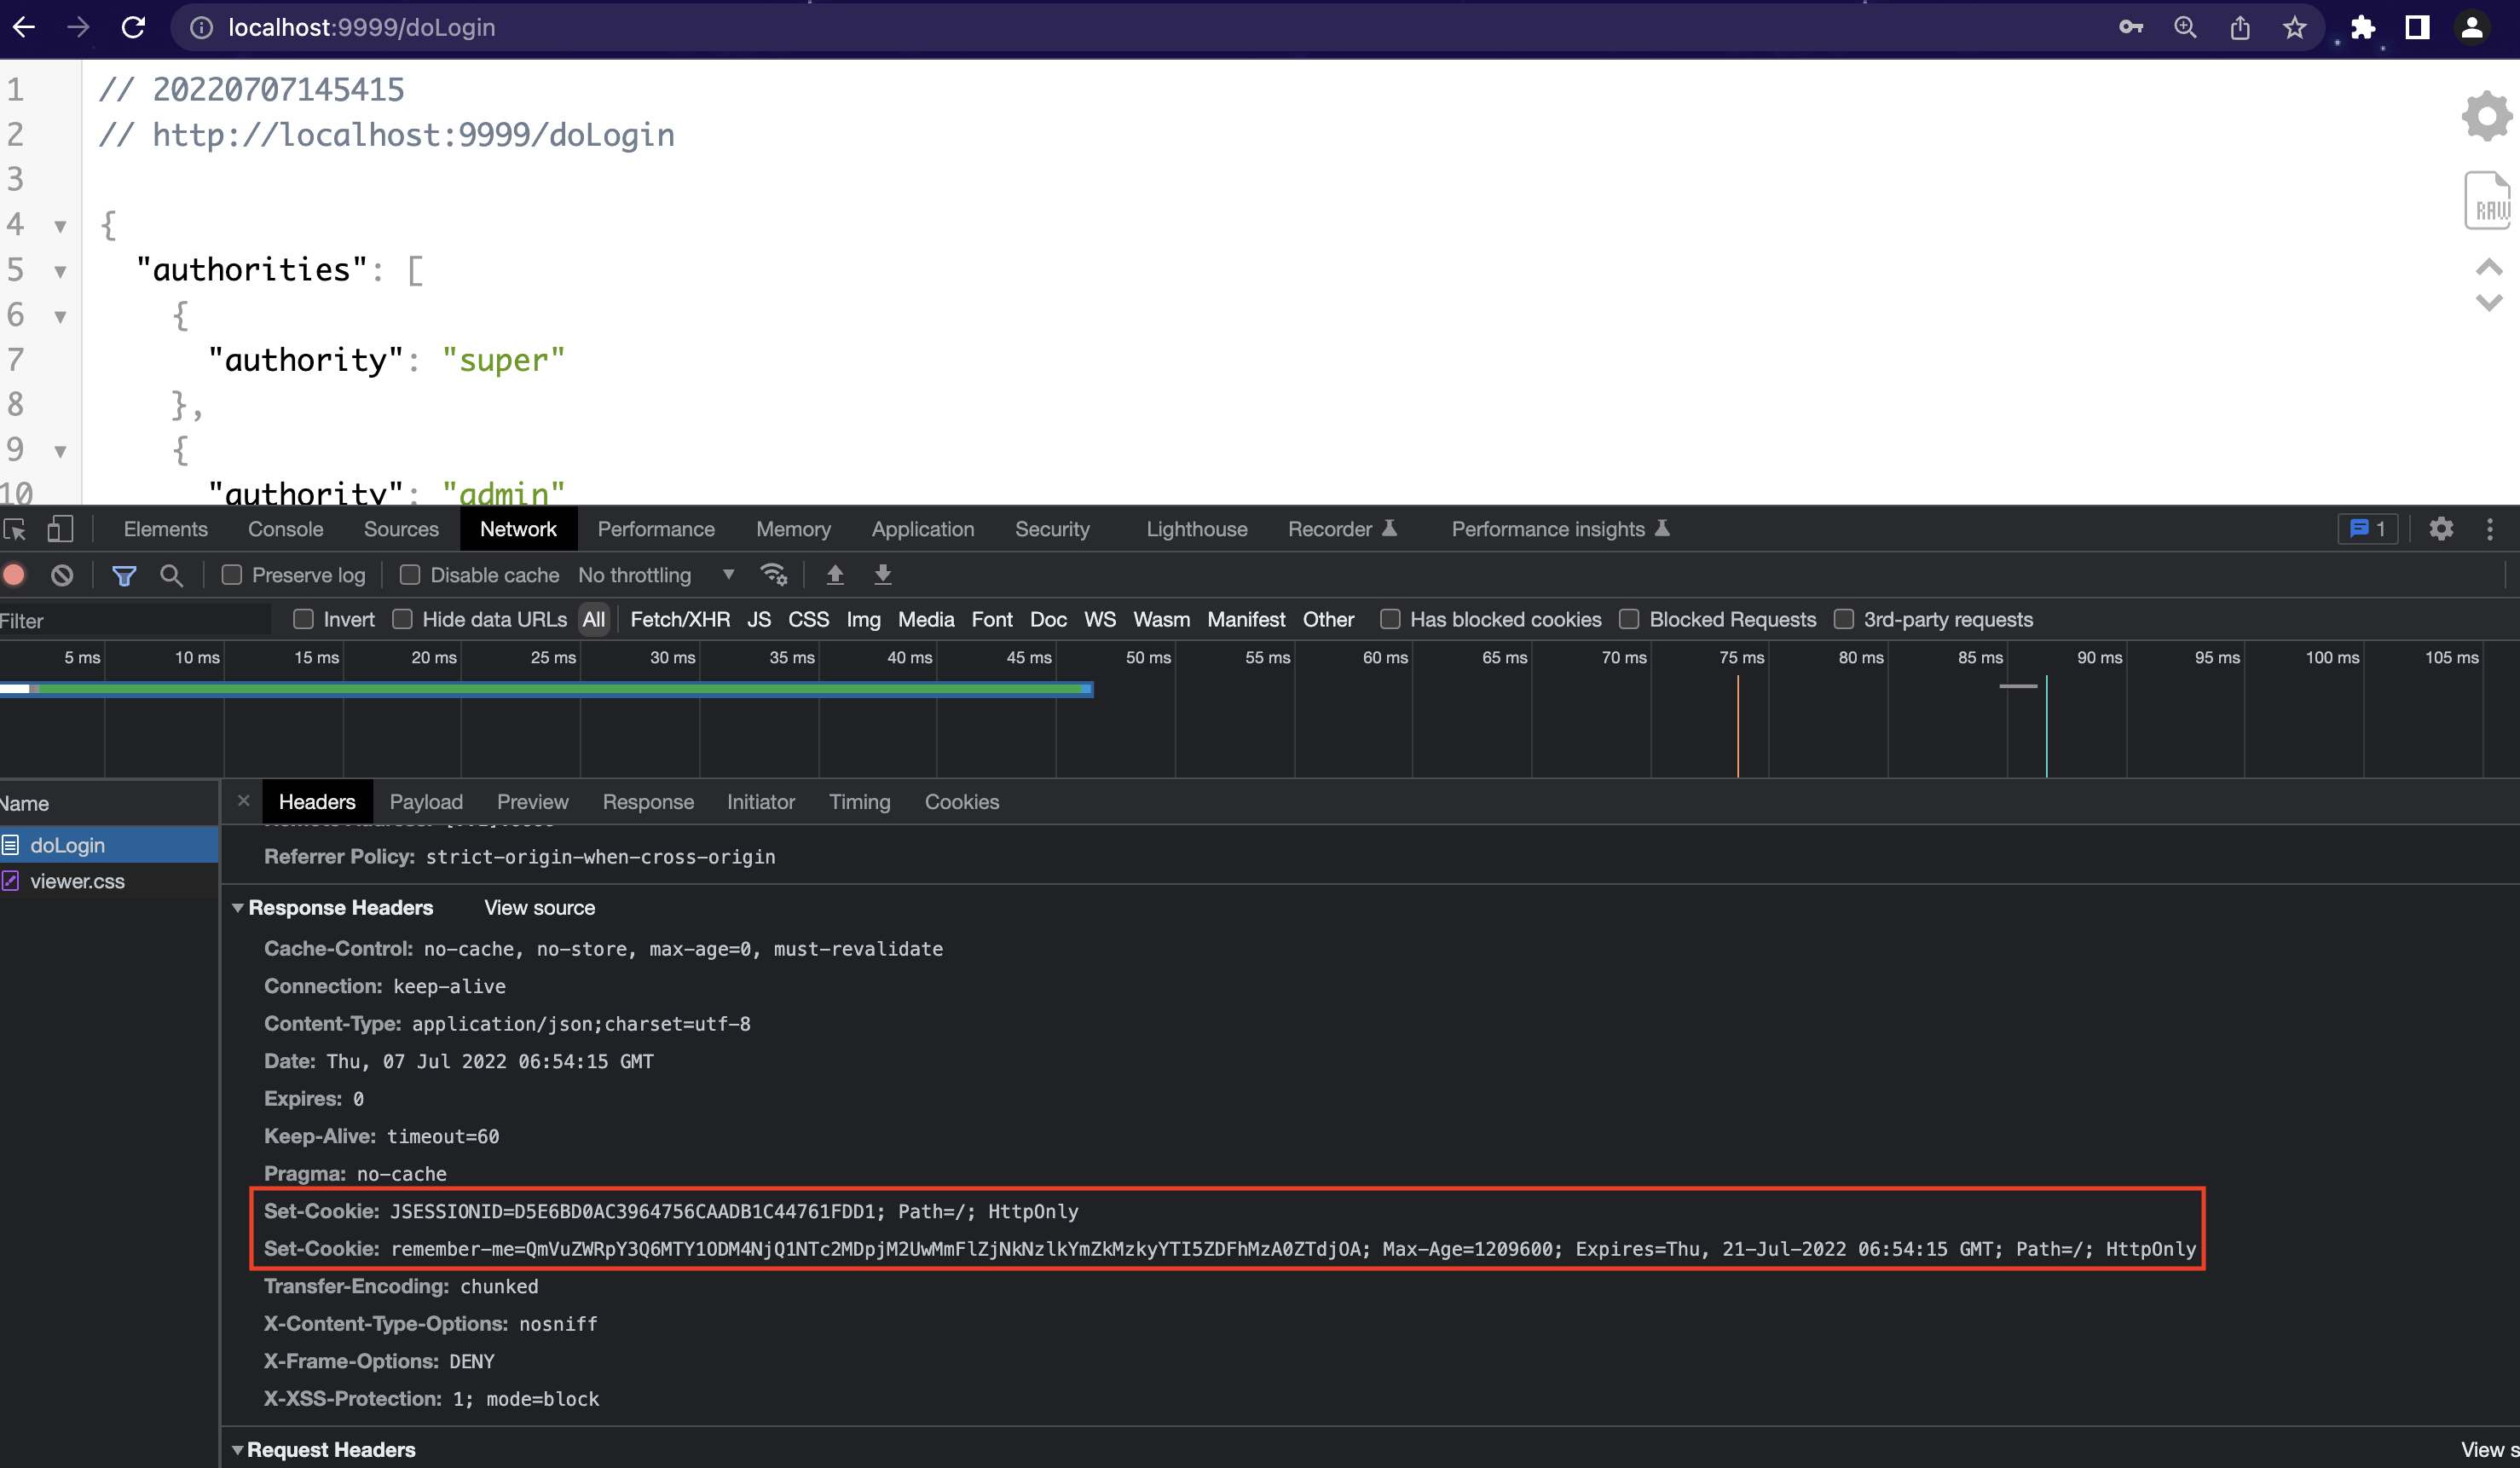 localhost:9999/doLogin
1 // 20220707145415
2 // http://localhost:9999/doLogin
3
4 {
5 "authorities": [
6 {
7 "authority": "super"
8 },
9 {
10 "authority": "admin"
RAW
Elements Console Sources Network Performance Memory Application Security Lighthouse Recorder Performance insights 1
Preserve log Disable cache No throttling
Filter Invert Hide data URLs All Fetch/XHR JS CSS Img Media Font Doc WS Wasm Manifest Other Has blocked cookies Blocked Requests 3rd-party requests
5 ms 10 ms 15 ms 20 ms 25 ms 30 ms 35 ms 40 ms 45 ms 50 ms 55 ms 60 ms 65 ms 70 ms 75 ms 80 ms 85 ms 90 ms 95 ms 100 ms 105 ms
Name Headers Payload Preview Response Initiator Timing Cookies
doLogin
viewer.css
Referrer Policy: strict-origin-when-cross-origin
Response Headers View source
Cache-Control: no-cache, no-store, max-age=0, must-revalidate
Connection: keep-alive
Content-Type: application/json;charset=utf-8
Date: Thu, 07 Jul 2022 06:54:15 GMT
Expires: 0
Keep-Alive: timeout=60
Pragma: no-cache
Set-Cookie: JSESSIONID=D5E6BD0AC3964756CAADB1C44761FDD1; Path=/; HttpOnly
Set-Cookie: remember-me=QmVuZWRpY3Q6MTY1ODM4NjQ1NTc2MDpjM2UwMmFlZjNkNzlkYmZkMzkyYTI5ZDFhMzA0ZTdjOA; Max-Age=1209600; Expires=Thu, 21-Jul-2022 06:54:15 GMT; Path=/; HttpOnly
Transfer-Encoding: chunked
X-Content-Type-Options: nosniff
X-Frame-Options: DENY
X-XSS-Protection: 1; mode=block
Request Headers View s